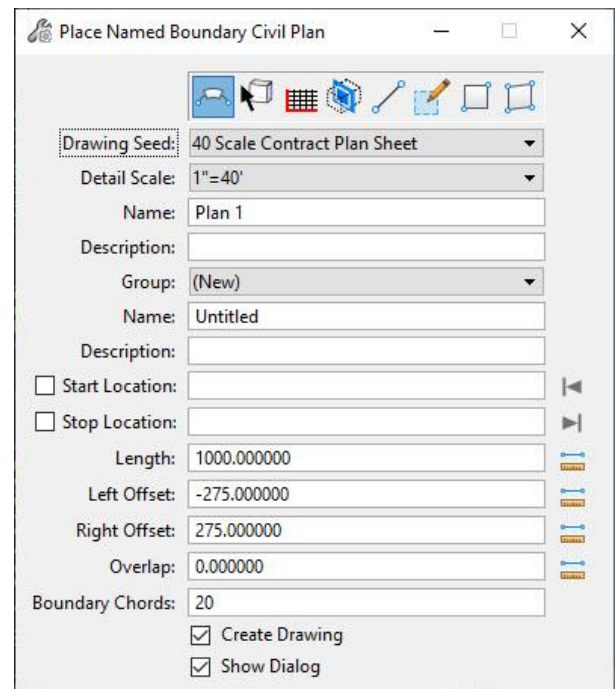 Place Named Boundary Civil Plan
Drawing Seed: 40 Scale Contract Plan Sheet
Detail Scale: 1"=40'
Name: Plan 1
Description:
Group: (New)
Name: Untitled
Description:
Start Location:
Stop Location:
Length: 1000.000000
Left Offset: -275.000000
Right Offset: 275.000000
Overlap: 0.000000
Boundary Chords: 20
Create Drawing
Show Dialog